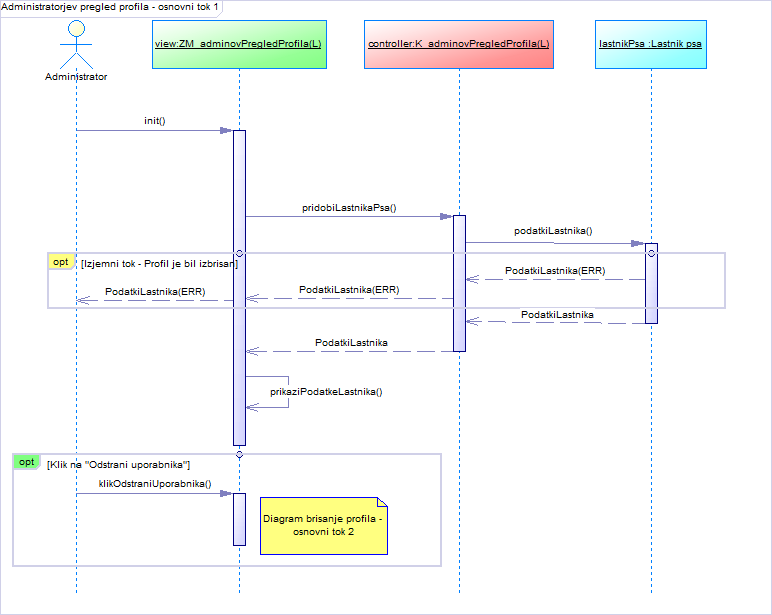 Administratorjev pregled profila - osnovni tok 1
view:ZM_adminovPregledProfila(L)
controller:K_adminovPregledProfila(L)
lastnikPsa :Lastnik psa
Administrator
init()
pridobiLastnikaPsa()
podatkiLastnika()
opt
[Izjemni tok - Profil je bil izbrisan]
PodatkiLastnika(ERR)
PodatkiLastnika(ERR)
PodatkiLastnika(ERR)
PodatkiLastnika
PodatkiLastnika
prikaziPodatkeLastnika()
opt
[Klik na "Odstrani uporabnika"]
klikOdstraniUporabnika()
Diagram brisanje profila -
osnovni tok 2